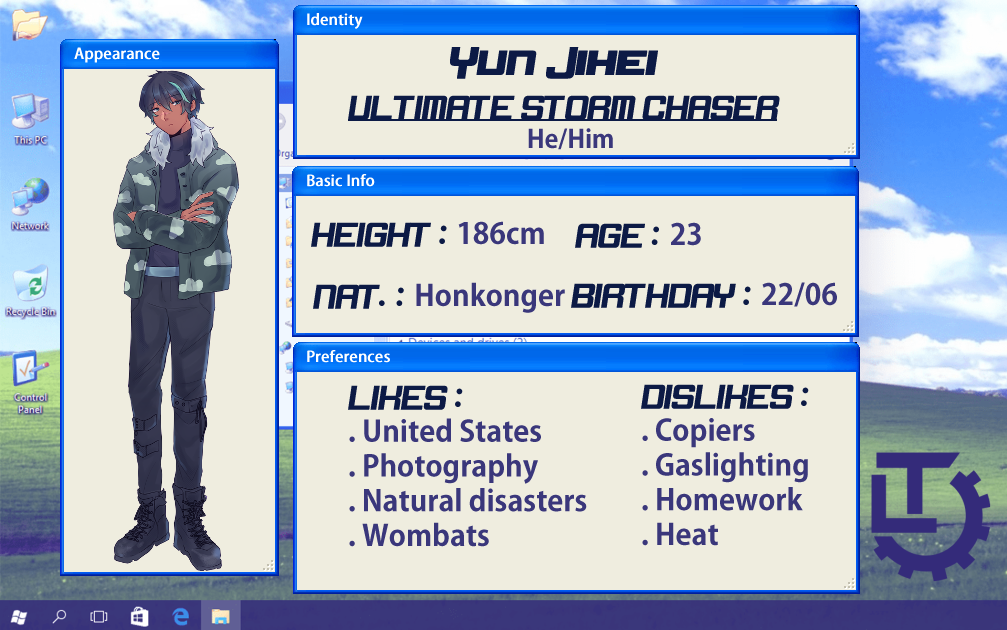 Appearance
This PC
Network
Recycle Bin
Control
Panel
Identity
Yun Jihei
ULTIMATE STORM CHASER
He/Him
Basic Info
HEIGHT : 186cm AGE : 23
NAT. : Honkonger BIRTHDAY : 22/06
Preferences
LIKES :
. United States
. Photography
. Natural disasters
. Wombats
DISLIKES :
. Copiers
. Gaslighting
. Homework
. Heat
LT